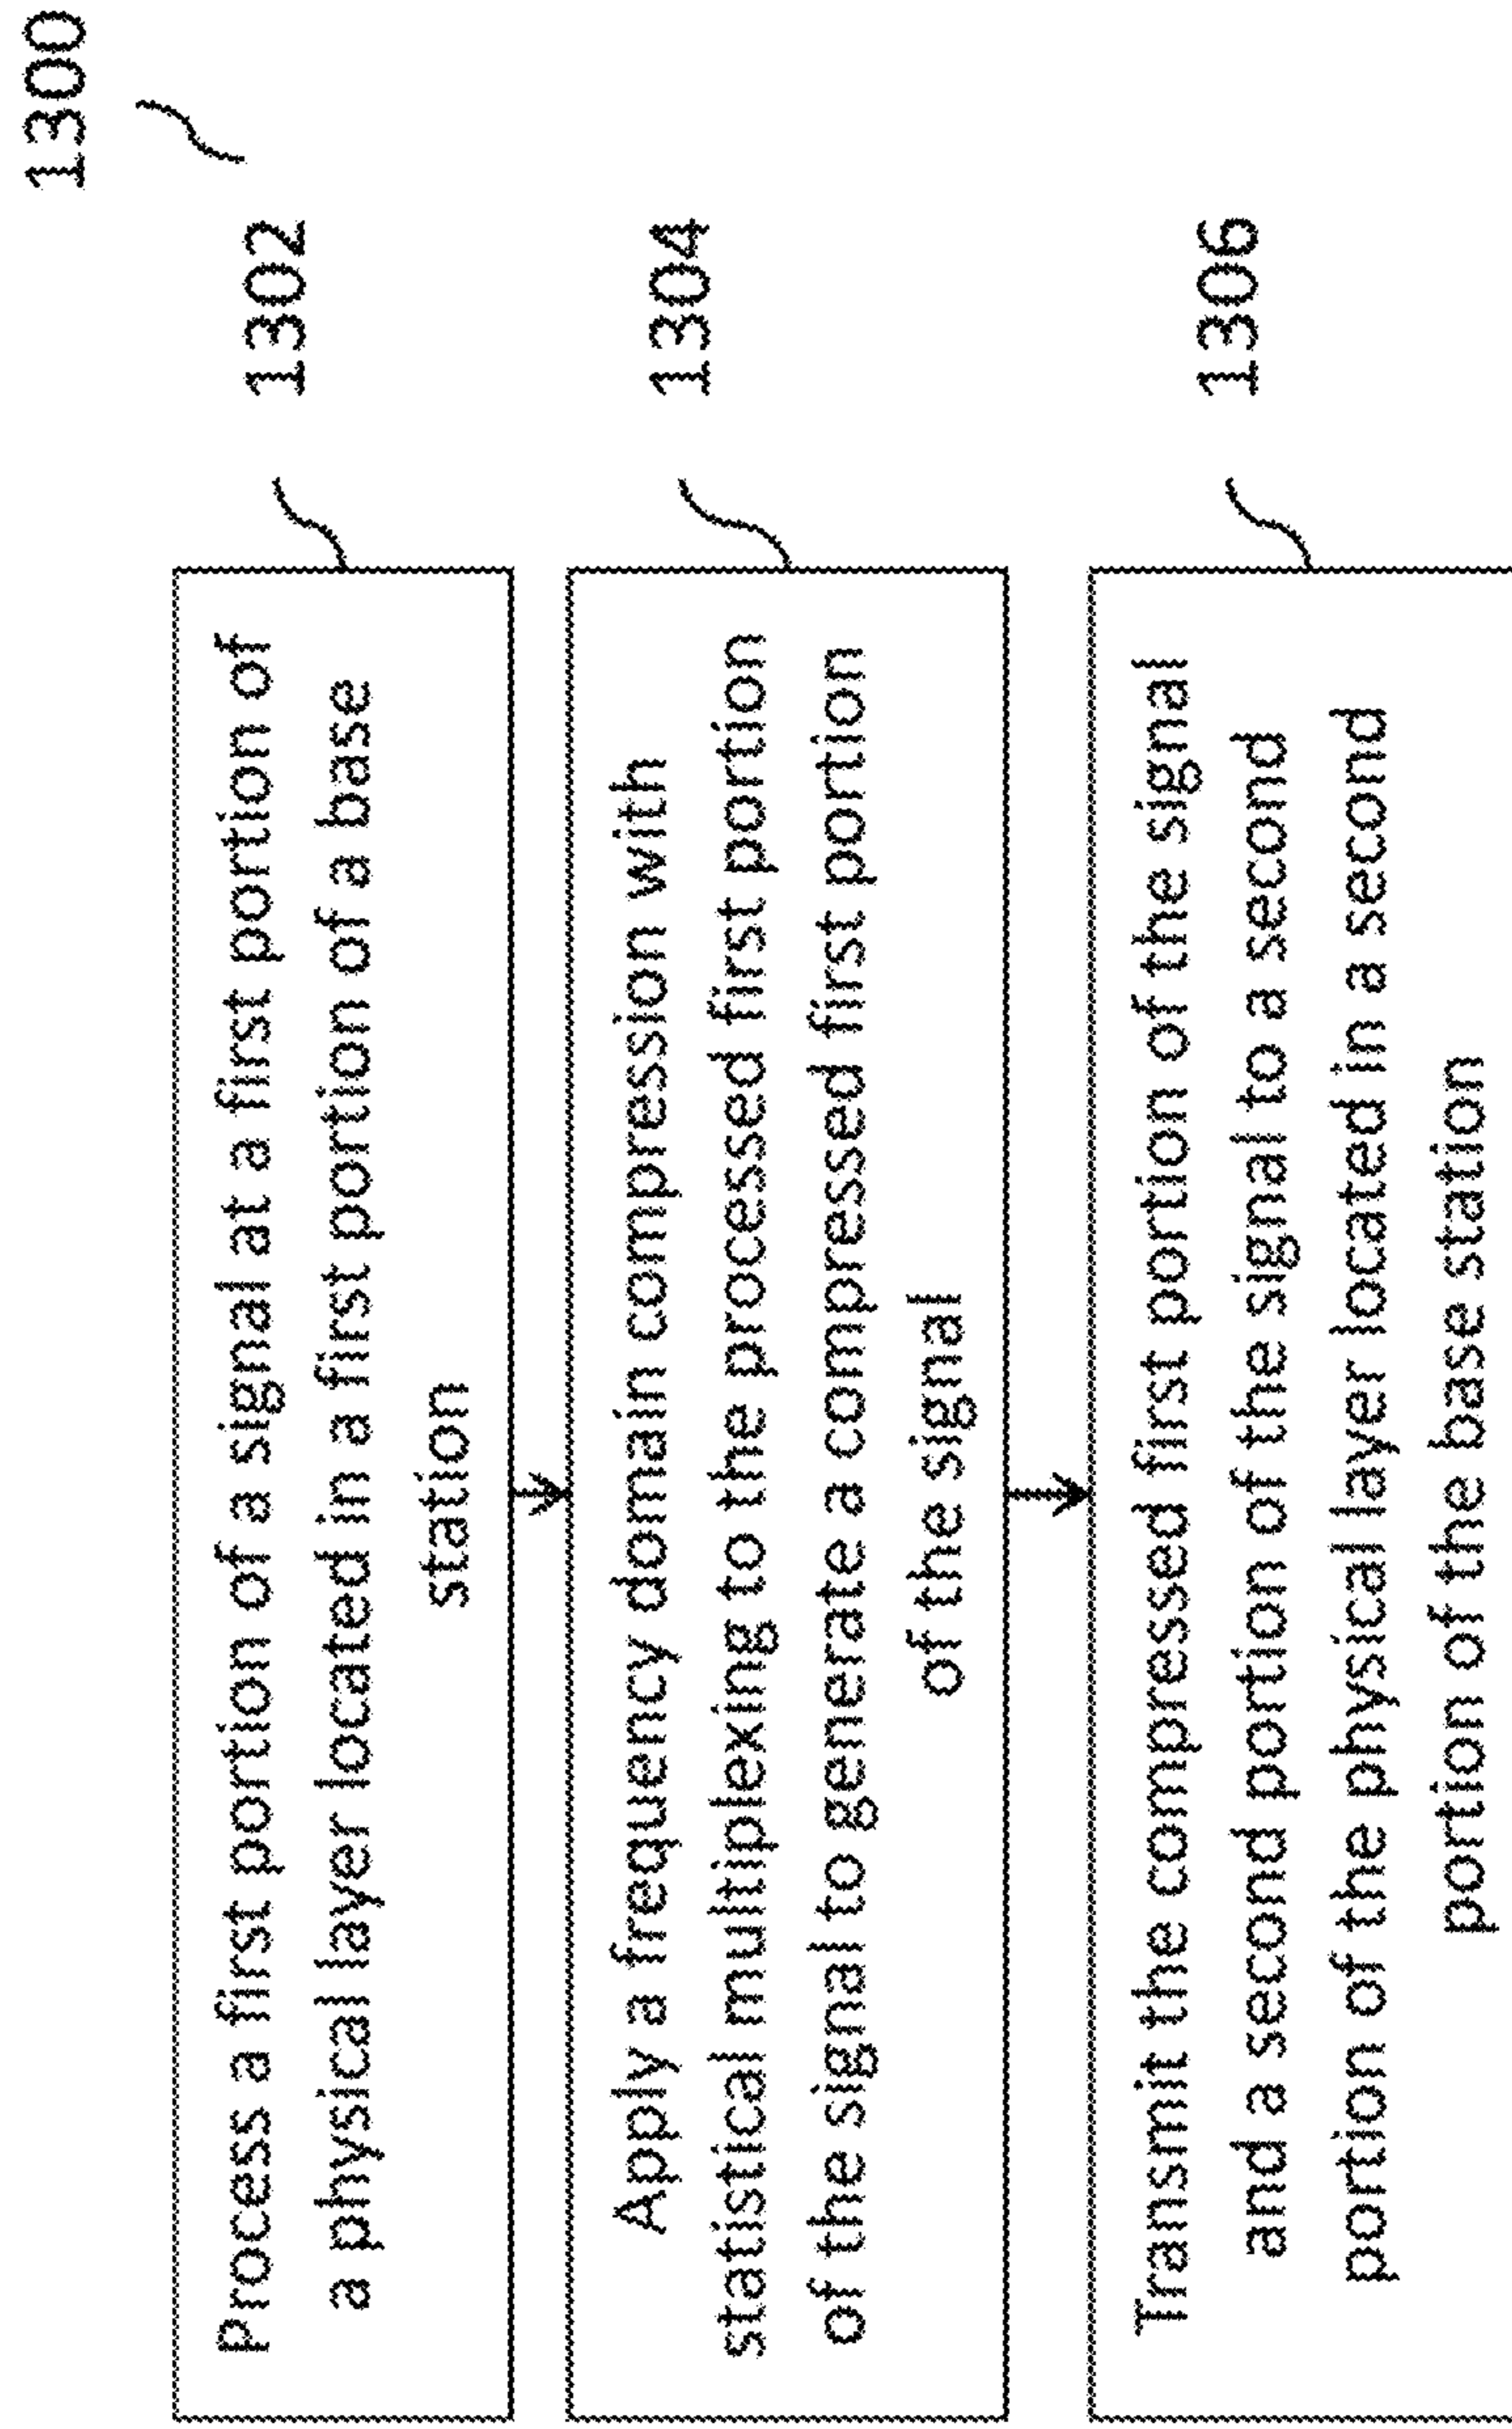 1300
Process a first portion of a signal at a first portion of
a physical layer located in a first portion of a base
station
1302
Apply a frequency domain compression with
statistical multiplexing to the processed first portion
of the signal to generate a compressed first portion
of the signal
1304
Transmit the compressed first portion of the signal
and a second portion of the signal to a second
portion of the physical layer located in a second
portion of the base station
1306